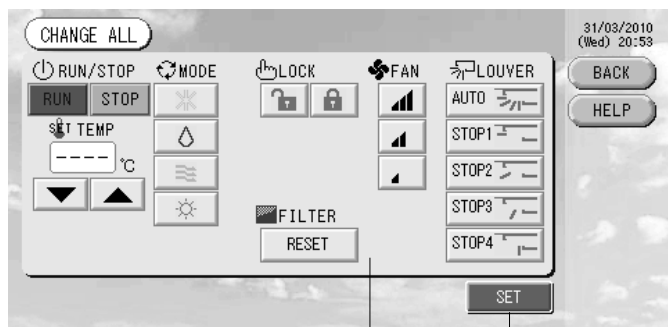 CHANGE ALL
31/03/2010
(Wed) 20:53
RUN/STOP
MODE
LOCK
FAN
LOUVER
BACK
RUN
STOP
AUTO
HELP
SET TEMP
STOP1
---- °C
STOP2
STOP3
FILTER
RESET
STOP4
SET